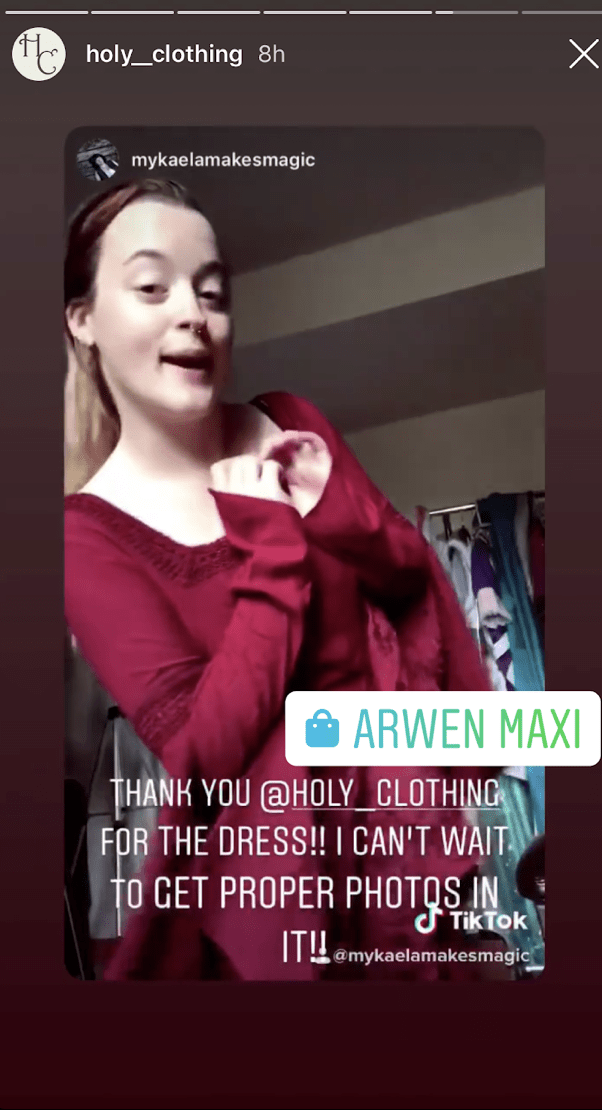 HC
holy__clothing 8h
mykaelamakesmagic
ARWEN MAXI
THANK YOU @HOLY_CLOTHING
FOR THE DRESS!! I CAN'T WAIT
TO GET PROPER PHOTOS IN
IT!!
TikTok
@mykaelamakesmagic